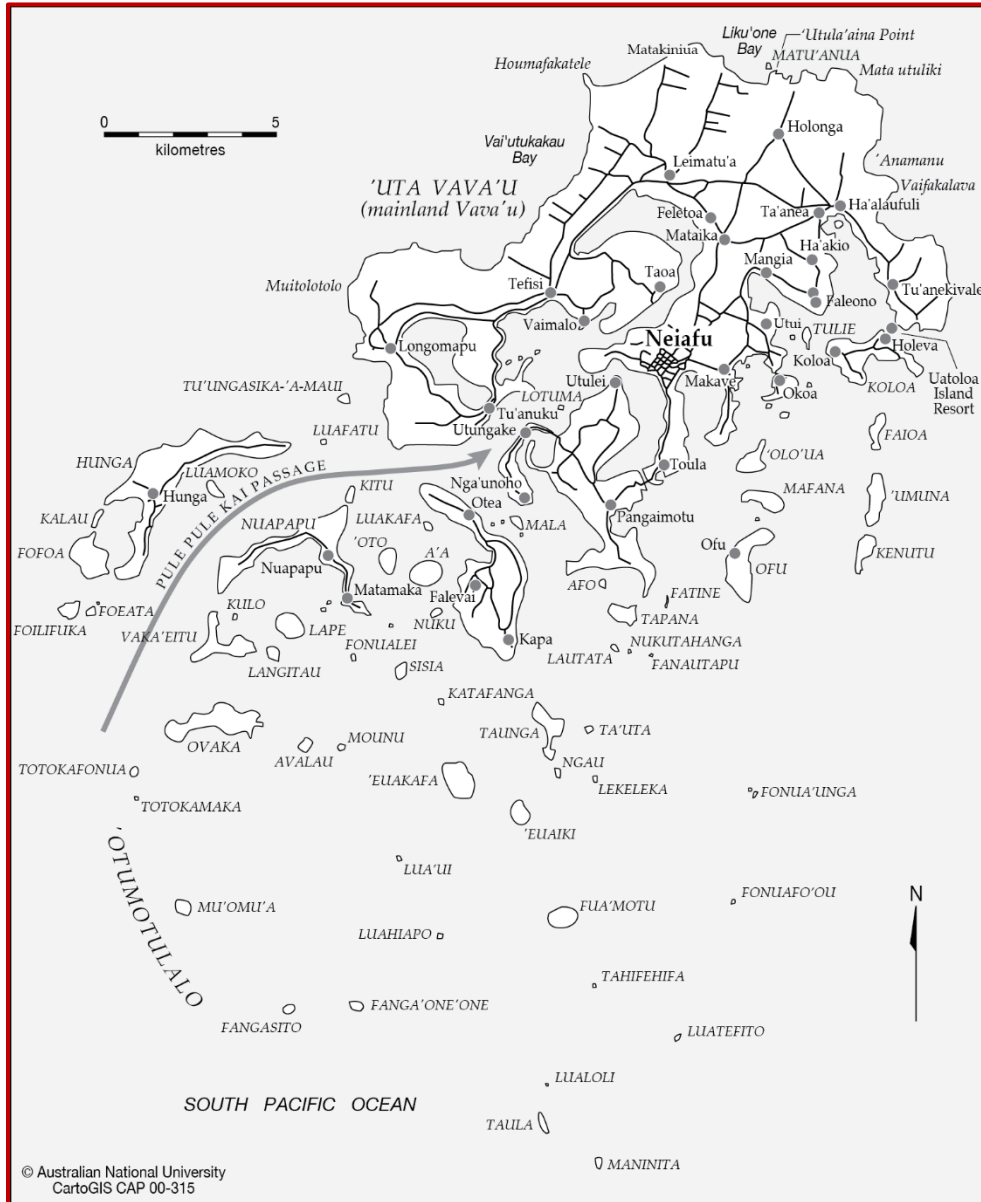 Liku'one
Bay
'Utula'aina Point
MATU'ANUA
Matakiniua
Houmafakatele
Mata utuliki
0 5
kilometres
Holonga
Vai'utukakau
Bay
Leimatu'a
'Anamanu
Vaifakalava
'UTA VAVA'U
(mainland Vava'u)
Feletoa
Ta'anea
Ha'alaufuli
Mataika
Ha'akio
Mangia
Taoa
Muitolotolo
Tefisi
Tu'anekivale
Faleono
Vaimalo
Utui
TULIE
Neiafu
Longomapu
Koloa
Holeva
Utulei
Makave
Okoa
KOLOA
Uatoloa
Island
Resort
TU'UNGASIKA-'A-MAUI
LOTUMA
Tu'anuku
LUAFATU
Utungake
FAIOA
HUNGA
LUAMOKO
'OLO'UA
Toula
Hunga
PULE PULE KAI PASSAGE
KITU
Nga'unoho
Otea
MAFANA
'UMUNA
KALAU
NUAPAPU
LUAKAFA
MALA
Pangaimotu
FOFOA
'OTO
A'A
Ofu
KENUTU
Nuapapu
OFU
Matamaka
Falevai
AFO
FATINE
FOEATA
KULO
NUKU
TAPANA
FOILIFUKA
VAKA'EITU
LAPE
FONUALEI
Kapa
NUKUTAHANGA
LANGITAU
SISIA
LAUTATA
FANAUTAPU
KATAFANGA
TAUNGA
TA'UTA
OVAKA
MOUNU
AVALAU
TOTOKAFONUA
NGAU
'EUAKAFA
LEKELEKA
FONUA'UNGA
TOTOKAMAKA
'EUAIKI
'OTUMOTULALO
LUA'UI
MU'OMU'A
FONUAFO'OU
N
FUA'MOTU
LUAHIAPO
TAHIFEHIFA
FANGA'ONE'ONE
FANGASITO
LUATEFITO
LUALOLI
SOUTH PACIFIC OCEAN
TAULA
MANINITA
© Australian National University
CartoGIS CAP 00-315